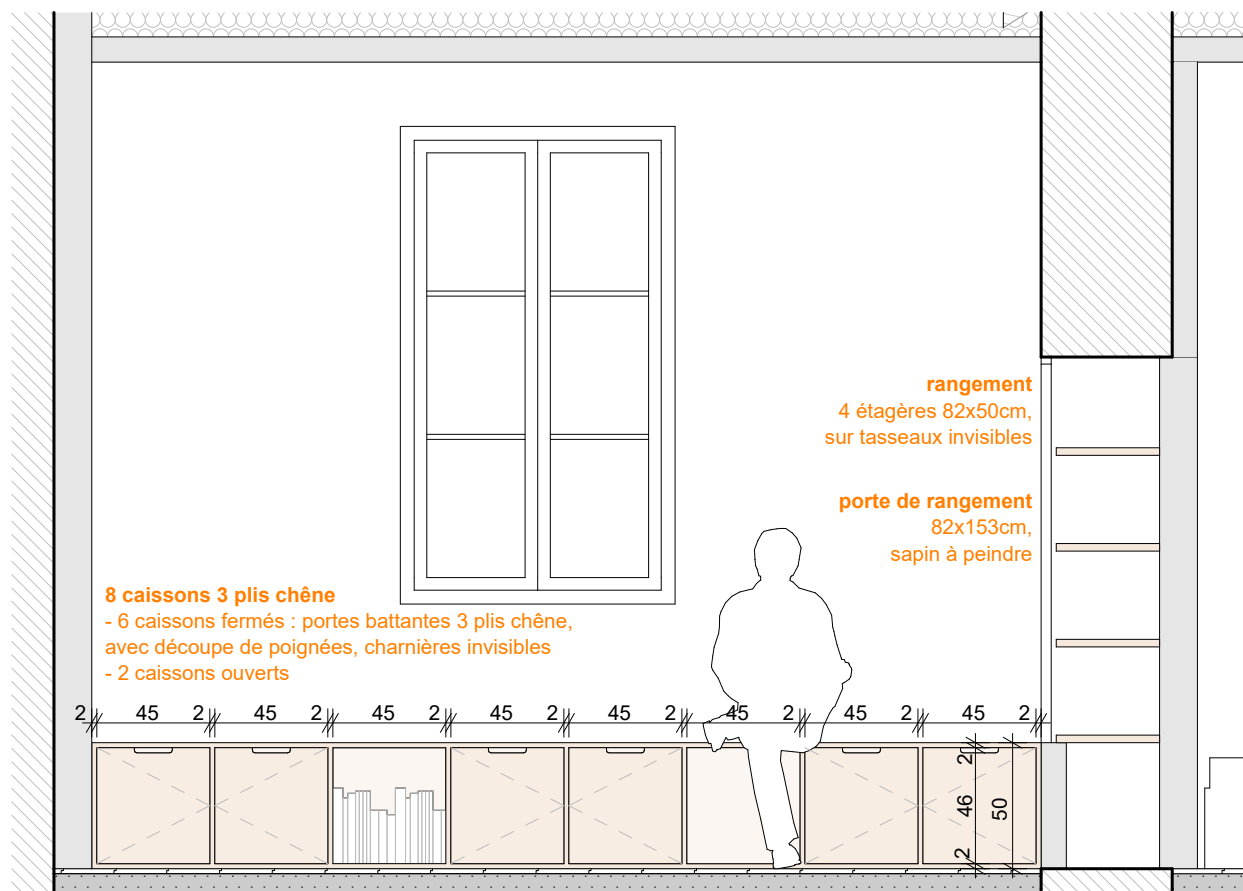 rangement
4 étagères 82x50cm,
sur tasseaux invisibles
porte de rangement
82x153cm,
sapin à peindre
8 caissons 3 plis chêne
- 6 caissons fermés : portes battantes 3 plis chêne,
avec découpe de poignées, charnières invisibles
- 2 caissons ouverts
2 45 2 45 2 45 2 45 2 45 2 45 2 45 2 45 2
2
46
50
2